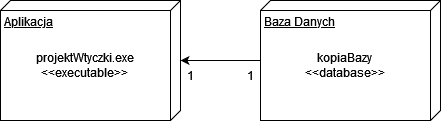 Aplikacja
projektWtyczki.exe
<<executable>>
1
1
Baza Danych
kopiaBazy
<<database>>